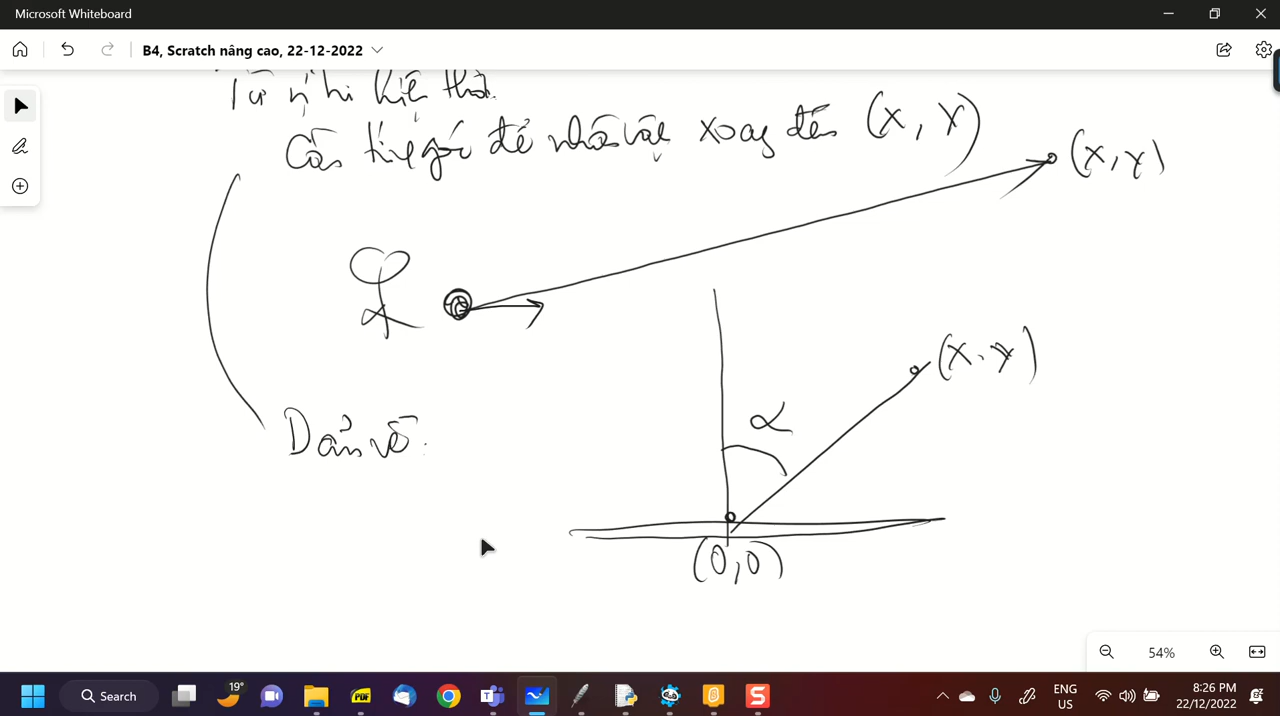 Microsoft Whiteboard
B4, Scratch nâng cao, 22-12-2022
Cần góc để nhân vật xoay đến (X, Y)
(X, Y)
(X, Y)
α
Dẫn về:
(0,0)
54%
Search
19°
PDF
S
ENG
US
8:26 PM
22/12/2022